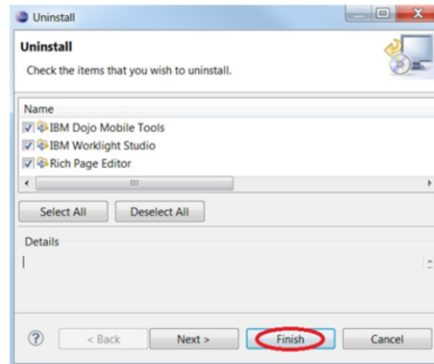 Uninstall
Uninstall
Check the items that you wish to uninstall.
Name
IBM Dojo Mobile Tools
IBM Worklight Studio
Rich Page Editor
Select All Deselect All
Details
? < Back Next > Finish Cancel